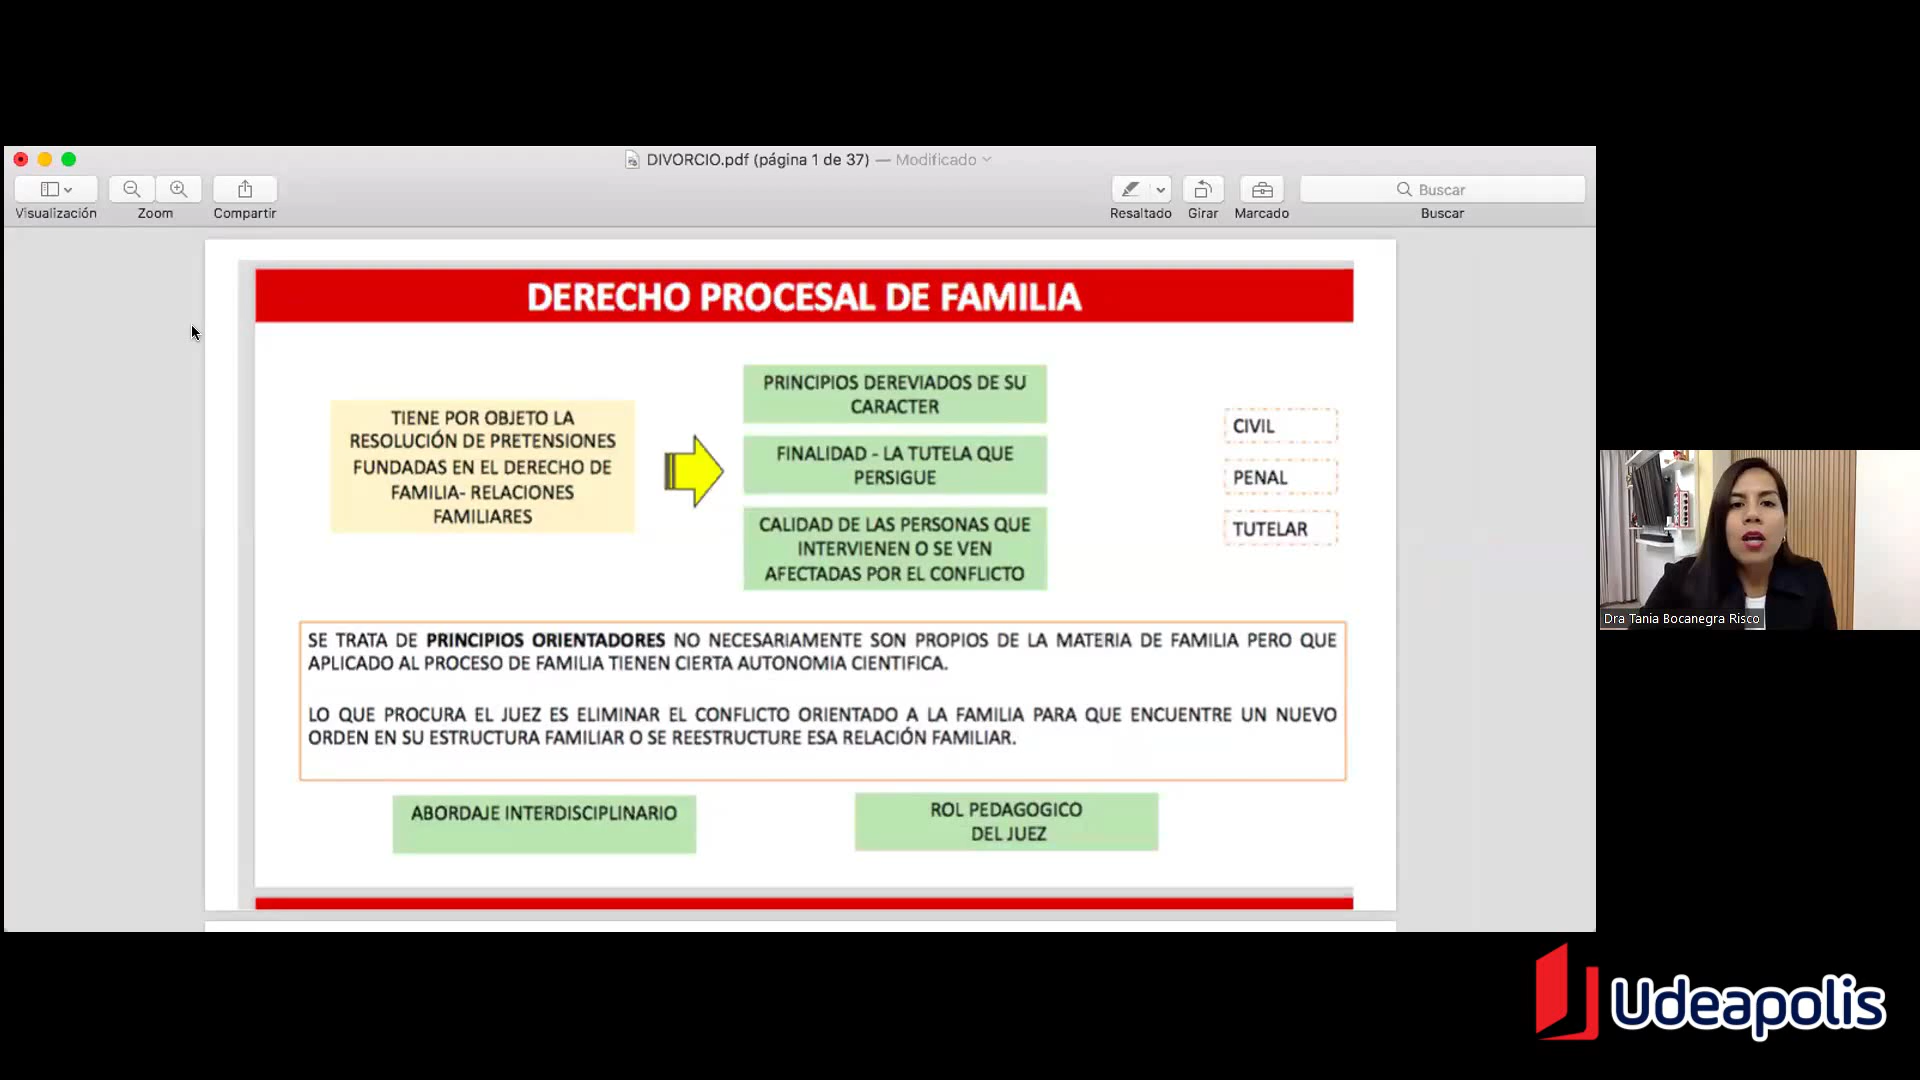 DIVORCIO.pdf (página 1 de 37) — Modificado
Visualización
Zoom
Compartir
Resaltado
Girar
Marcado
Buscar
Buscar
DERECHO PROCESAL DE FAMILIA
TIENE POR OBJETO LA
RESOLUCIÓN DE PRETENSIONES
FUNDADAS EN EL DERECHO DE
FAMILIA- RELACIONES
FAMILIARES
PRINCIPIOS DEREVIADOS DE SU
CARACTER
FINALIDAD - LA TUTELA QUE
PERSIGUE
CALIDAD DE LAS PERSONAS QUE
INTERVIENEN O SE VEN
AFECTADAS POR EL CONFLICTO
CIVIL
PENAL
TUTELAR
SE TRATA DE PRINCIPIOS ORIENTADORES NO NECESARIAMENTE SON PROPIOS DE LA MATERIA DE FAMILIA PERO QUE
APLICADO AL PROCESO DE FAMILIA TIENEN CIERTA AUTONOMIA CIENTIFICA.
LO QUE PROCURA EL JUEZ ES ELIMINAR EL CONFLICTO ORIENTADO A LA FAMILIA PARA QUE ENCUENTRE UN NUEVO
ORDEN EN SU ESTRUCTURA FAMILIAR O SE REESTRUCTURE ESA RELACIÓN FAMILIAR.
ABORDAJE INTERDISCIPLINARIO
ROL PEDAGOGICO
DEL JUEZ
Dra Tania Bocanegra Risco
Udeapolis